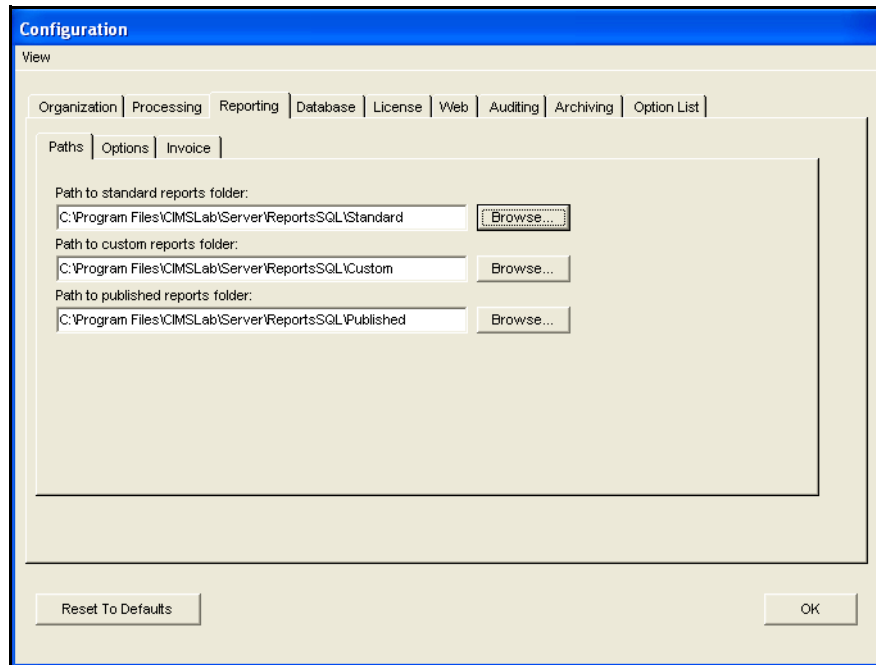 Configuration
View
Organization Processing Reporting Database License Web Auditing Archiving Option List
Paths Options Invoice
Path to standard reports folder:
C:\Program Files\CIMSLab\Server\ReportsSQL\Standard Browse...
Path to custom reports folder:
C:\Program Files\CIMSLab\Server\ReportsSQL\Custom Browse...
Path to published reports folder:
C:\Program Files\CIMSLab\Server\ReportsSQL\Published Browse...
Reset To Defaults OK